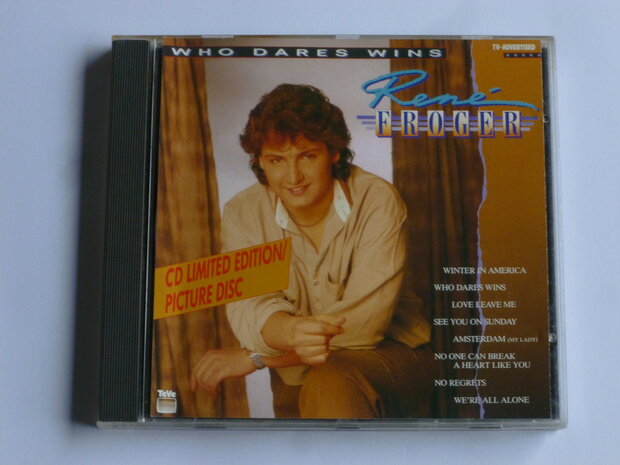 WHO DARES WINS
TV-ADVERTISED
René
FROGER
CD LIMITED EDITION/
PICTURE DISC
WINTER IN AMERICA
WHO DARES WINS
LOVE LEAVE ME
SEE YOU ON SUNDAY
AMSTERDAM (MY LADY)
NO ONE CAN BREAK
A HEART LIKE YOU
NO REGRETS
WE'RE ALL ALONE
TeVe